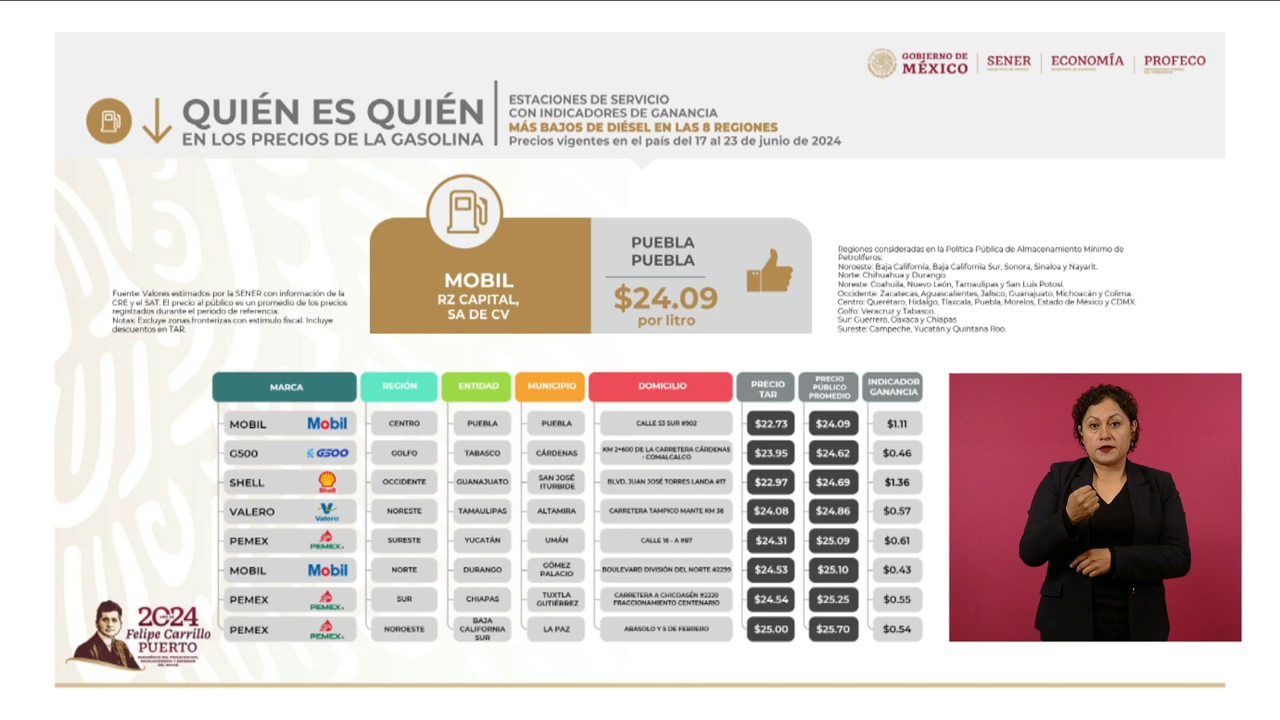 GOBIERNO DE
MÉXICO
SENER
ECONOMÍA
PROFECO
QUIÉN ES QUIÉN
EN LOS PRECIOS DE LA GASOLINA
ESTACIONES DE SERVICIO
CON INDICADORES DE GANANCIA
MÁS BAJOS DE DIÉSEL EN LAS 8 REGIONES
Precios vigentes en el país del 17 al 23 de junio de 2024
MOBIL
RZ CAPITAL,
SA DE CV
PUEBLA
PUEBLA
$24.09
por litro
Fuente: Valores estimados por la SENER con información de la
CRE y el SAT. El precio al público es un promedio de los precios
registrados durante el periodo de referencia.
Notas: Excluye zonas fronterizas con estímulo fiscal. Incluye
descuentos en TAR.
Regiones consideradas en la Política Pública de Almacenamiento Mínimo de
Petrolíferos:
Noroeste: Baja California, Baja California Sur, Sonora, Sinaloa y Nayarit.
Norte: Chihuahua y Durango.
Noreste: Coahuila, Nuevo León, Tamaulipas y San Luis Potosí.
Occidente: Zacatecas, Aguascalientes, Jalisco, Guanajuato, Michoacán y Colima.
Centro: Querétaro, Hidalgo, Tlaxcala, Puebla, Morelos, Estado de México y CDMX.
Golfo: Veracruz y Tabasco.
Sur: Guerrero, Oaxaca y Chiapas
Sureste: Campeche, Yucatán y Quintana Roo.
MARCA REGIÓN ENTIDAD MUNICIPIO DOMICILIO PRECIO TAR PRECIO PÚBLICO PROMEDIO INDICADOR GANANCIA
MOBIL Mobil CENTRO PUEBLA PUEBLA CALLE 53 SUR #902 $22.73 $24.09 $1.11
G500 G500 GOLFO TABASCO CÁRDENAS KM 2+600 DE LA CARRETERA CÁRDENAS - COMALCALCO $23.95 $24.62 $0.46
SHELL Shell OCCIDENTE GUANAJUATO SAN JOSÉ ITURBIDE BLVD. JUAN JOSÉ TORRES LANDA #17 $22.97 $24.69 $1.36
VALERO Valero NORESTE TAMAULIPAS ALTAMIRA CARRETERA TAMPICO MANTE KM 36 $24.08 $24.86 $0.57
PEMEX PEMEX SURESTE YUCATÁN UMÁN CALLE 16 - A #87 $24.31 $25.09 $0.61
MOBIL Mobil NORTE DURANGO GÓMEZ PALACIO BOULEVARD DIVISIÓN DEL NORTE #2299 $24.53 $25.10 $0.43
PEMEX PEMEX SUR CHIAPAS TUXTLA GUTIÉRREZ CARRETERA A CHICOASÉN #2220 FRACCIONAMIENTO CENTENARIO $24.54 $25.25 $0.55
PEMEX PEMEX NOROESTE BAJA CALIFORNIA SUR LA PAZ ABASOLO Y 5 DE FEBRERO $25.00 $25.70 $0.54
2024
Felipe Carrillo
PUERTO